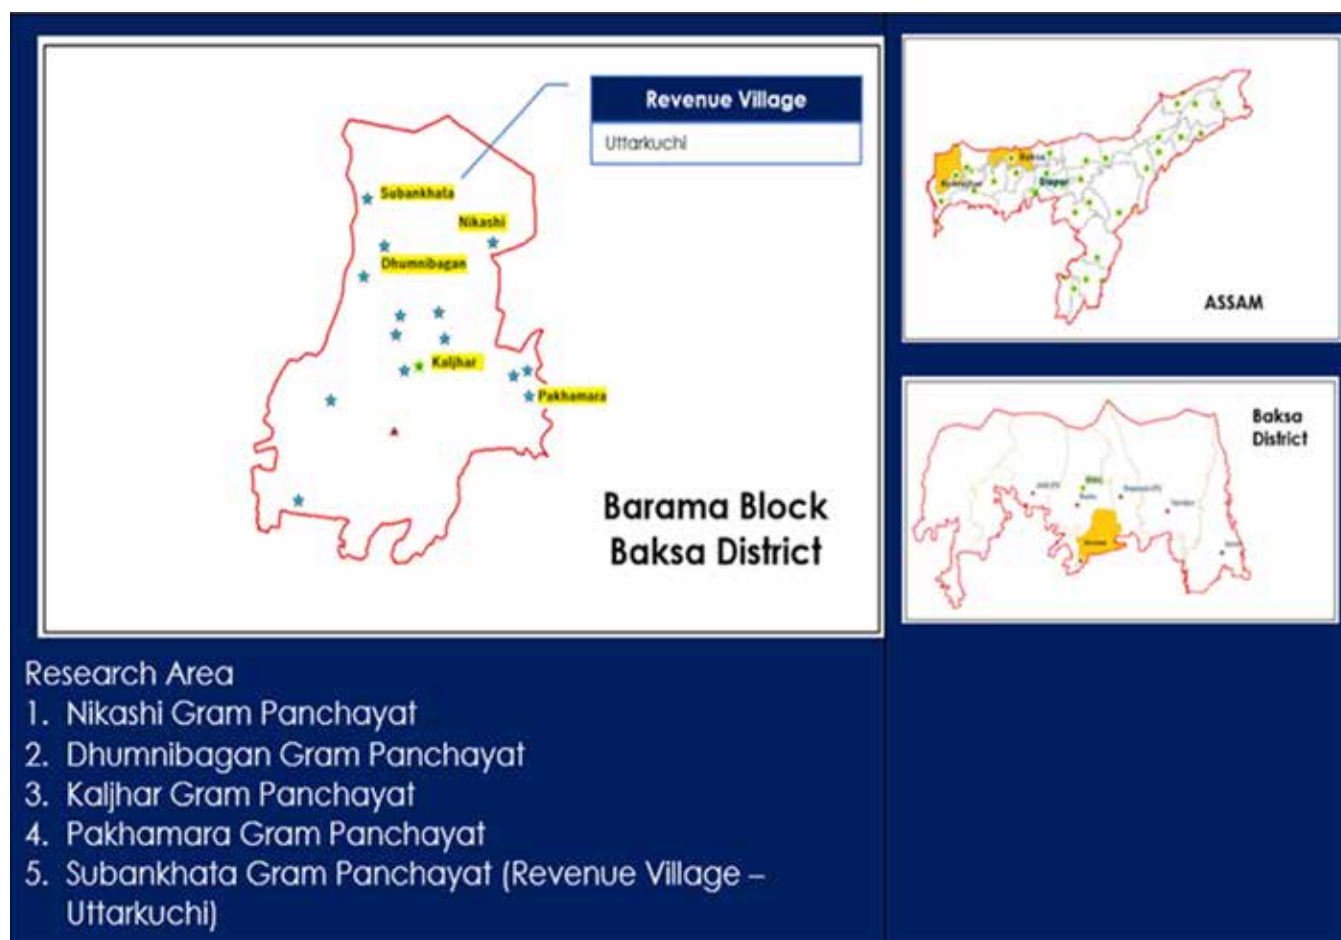 Revenue Village
Uttarkuchi
Subankhala
Nikashi
Dhumnibagan
Kaljhar
Pakhamara
Barama Block
Baksa District
ASSAM
Baksa
District
Research Area
1. Nikashi Gram Panchayat
2. Dhumnibagan Gram Panchayat
3. Kaljhar Gram Panchayat
4. Pakhamara Gram Panchayat
5. Subankhata Gram Panchayat (Revenue Village –
Uttarkuchi)